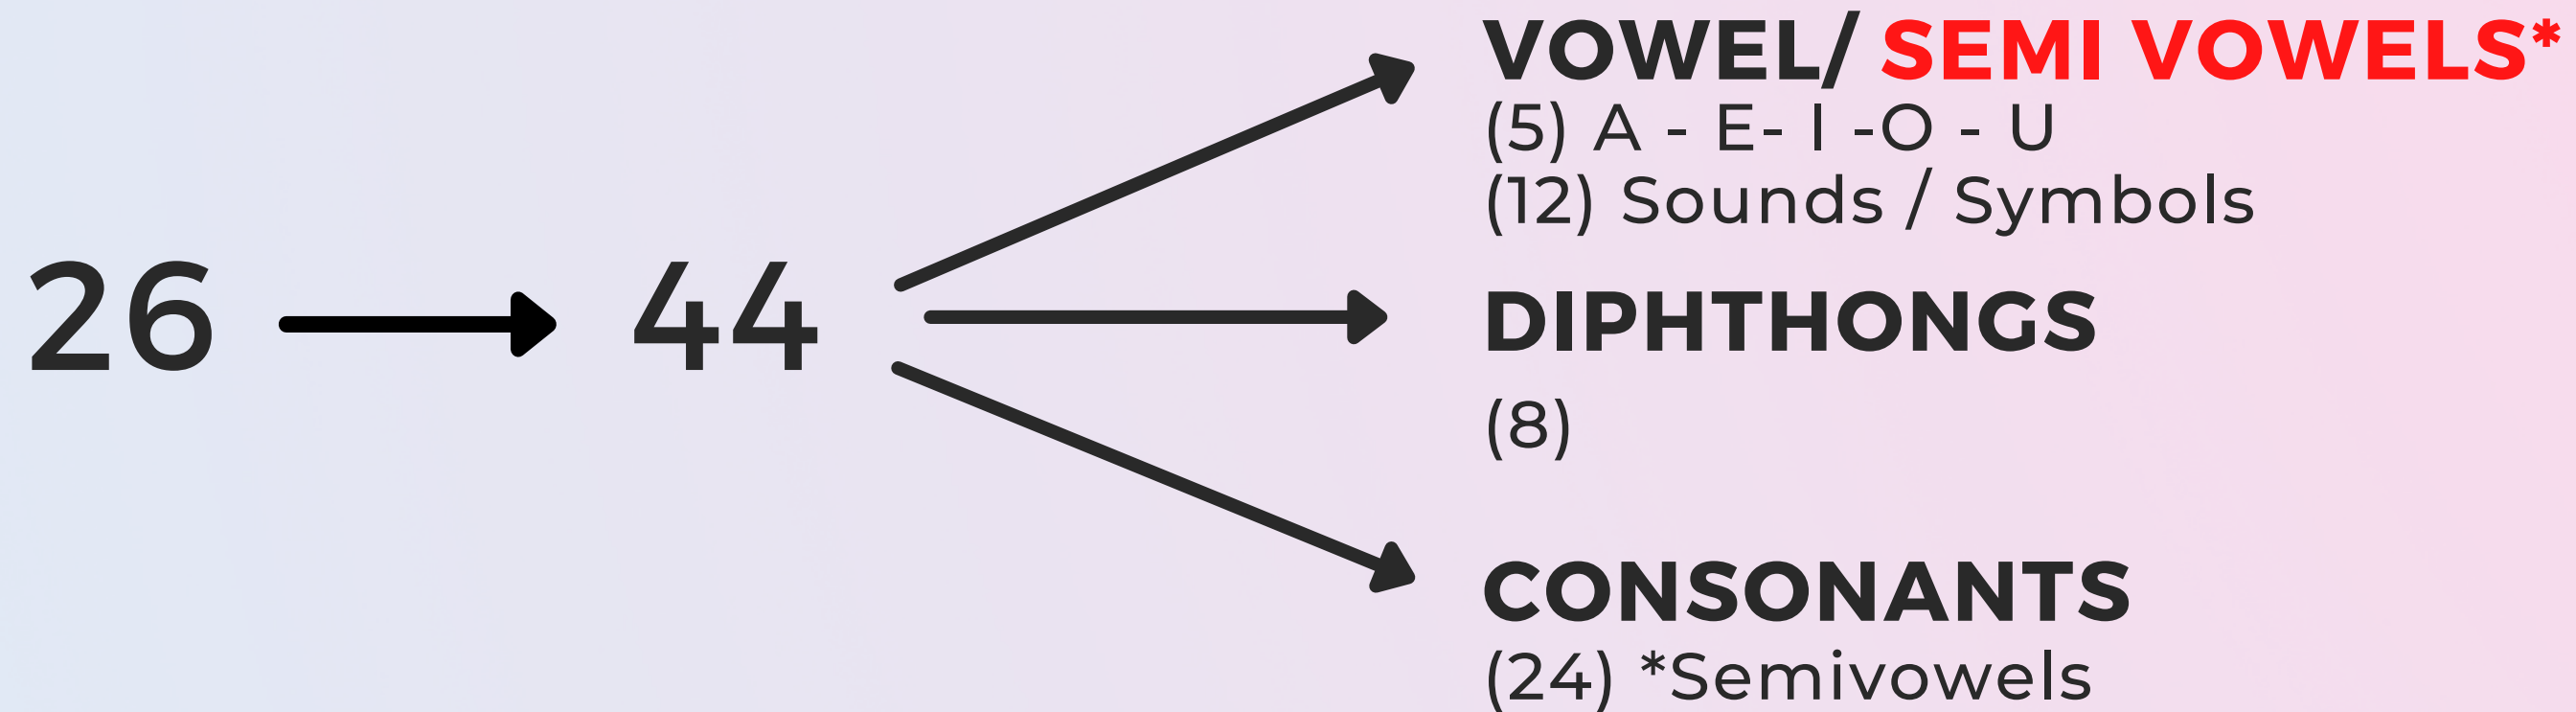 26
44
VOWEL/ SEMI VOWELS*
(5) A - E- I -O - U
(12) Sounds / Symbols
DIPHTHONGS
(8)
CONSONANTS
(24) *Semivowels